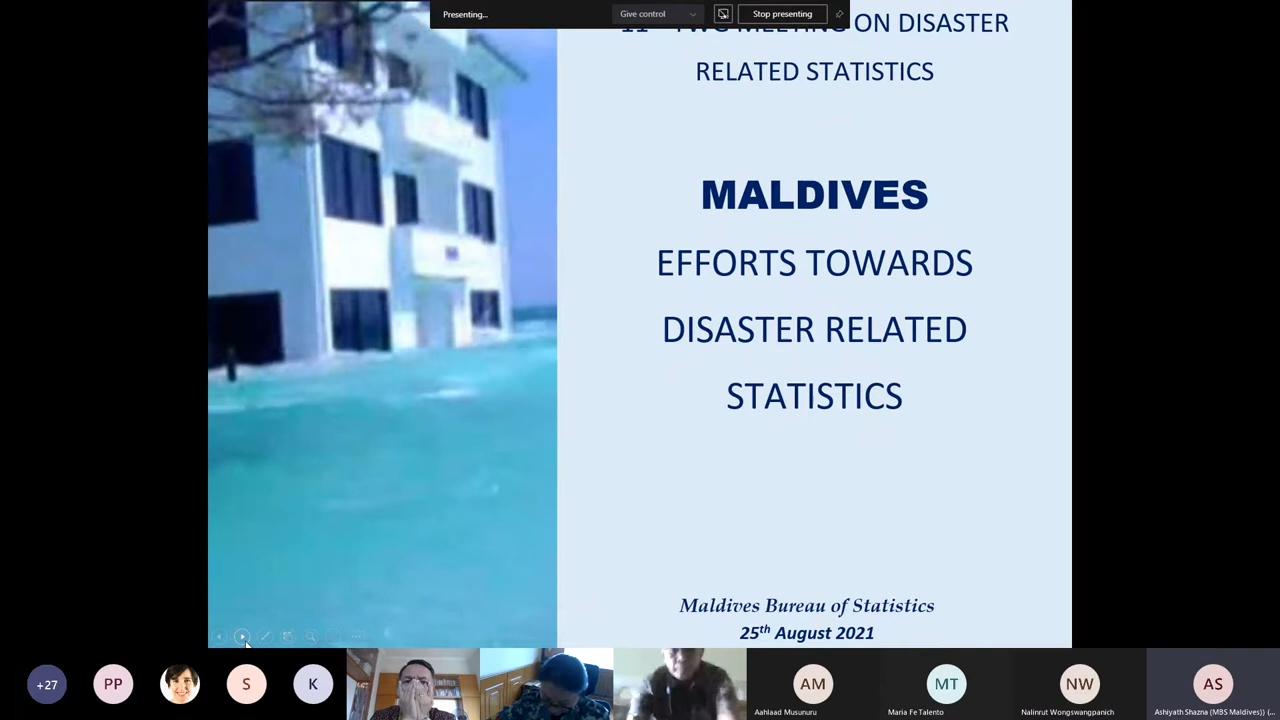 Presenting...
Give control
Stop presenting
MEETING ON DISASTER
RELATED STATISTICS
MALDIVES
EFFORTS TOWARDS
DISASTER RELATED
STATISTICS
Maldives Bureau of Statistics
25th August 2021
+27
PP
S
K
AM
MT
NW
AS
Aahlaad Musunuru
Maria Fe Talento
Nalinrut Wongswangpanich
Ashiyath Shazna (MBS Maldives)) (...